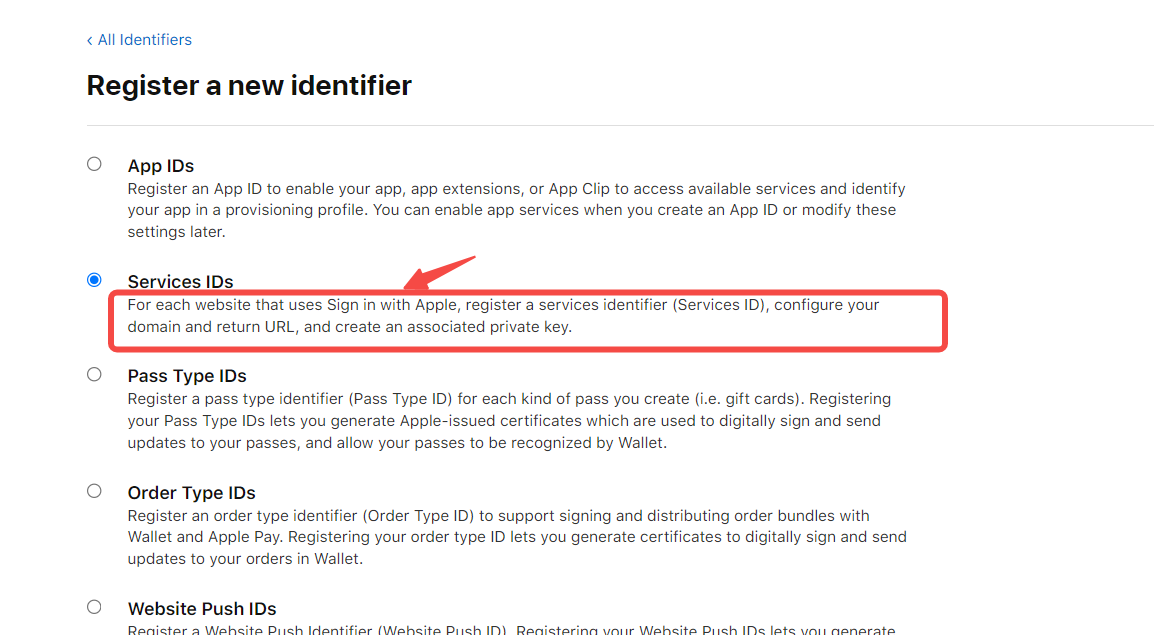 ‹ All Identifiers
Register a new identifier
App IDs
Register an App ID to enable your app, app extensions, or App Clip to access available services and identify
your app in a provisioning profile. You can enable app services when you create an App ID or modify these
settings later.
Services IDs
For each website that uses Sign in with Apple, register a services identifier (Services ID), configure your
domain and return URL, and create an associated private key.
Pass Type IDs
Register a pass type identifier (Pass Type ID) for each kind of pass you create (i.e. gift cards). Registering
your Pass Type IDs lets you generate Apple-issued certificates which are used to digitally sign and send
updates to your passes, and allow your passes to be recognized by Wallet.
Order Type IDs
Register an order type identifier (Order Type ID) to support signing and distributing order bundles with
Wallet and Apple Pay. Registering your order type ID lets you generate certificates to digitally sign and send
updates to your orders in Wallet.
Website Push IDs
Register a Website Push Identifier (Website Push ID). Registering your Website Push IDs lets you generate